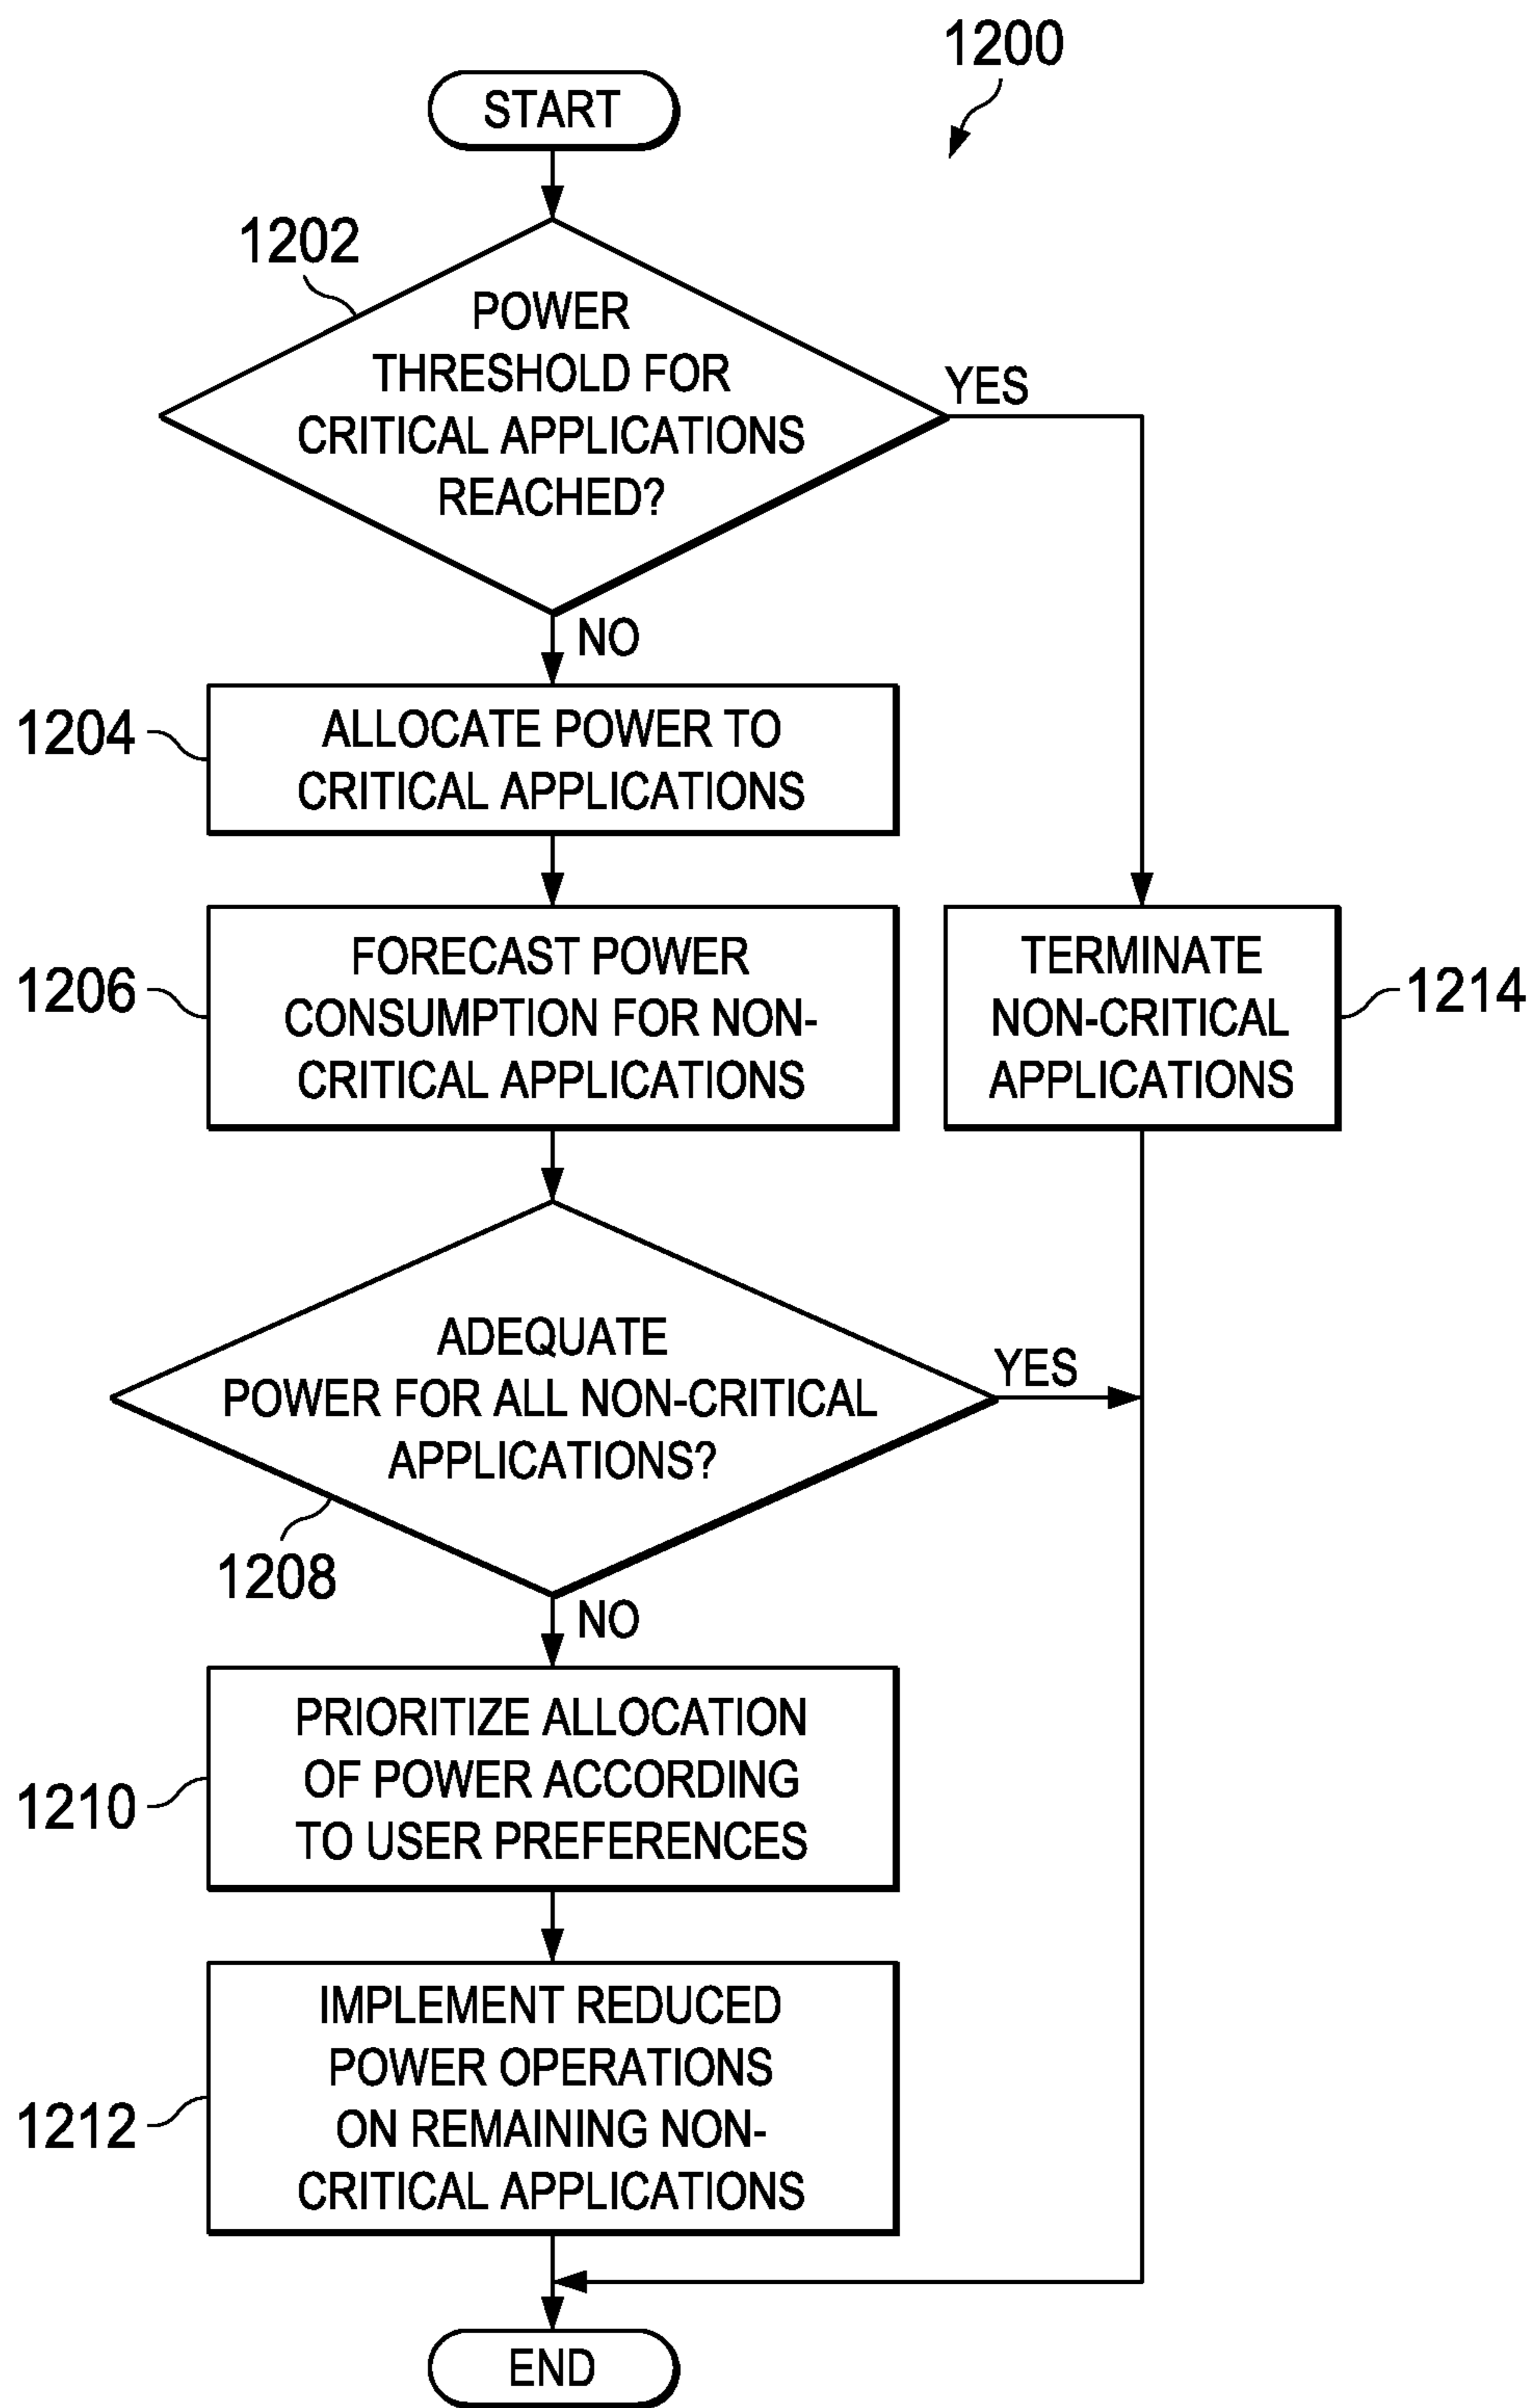 1200
START
1202
POWER
THRESHOLD FOR
CRITICAL APPLICATIONS
REACHED?
YES
NO
1204
ALLOCATE POWER TO
CRITICAL APPLICATIONS
1206
FORECAST POWER
CONSUMPTION FOR NON-
CRITICAL APPLICATIONS
TERMINATE
NON-CRITICAL
APPLICATIONS
1214
ADEQUATE
POWER FOR ALL NON-CRITICAL
APPLICATIONS?
YES
1208
NO
1210
PRIORITIZE ALLOCATION
OF POWER ACCORDING
TO USER PREFERENCES
1212
IMPLEMENT REDUCED
POWER OPERATIONS
ON REMAINING NON-
CRITICAL APPLICATIONS
END